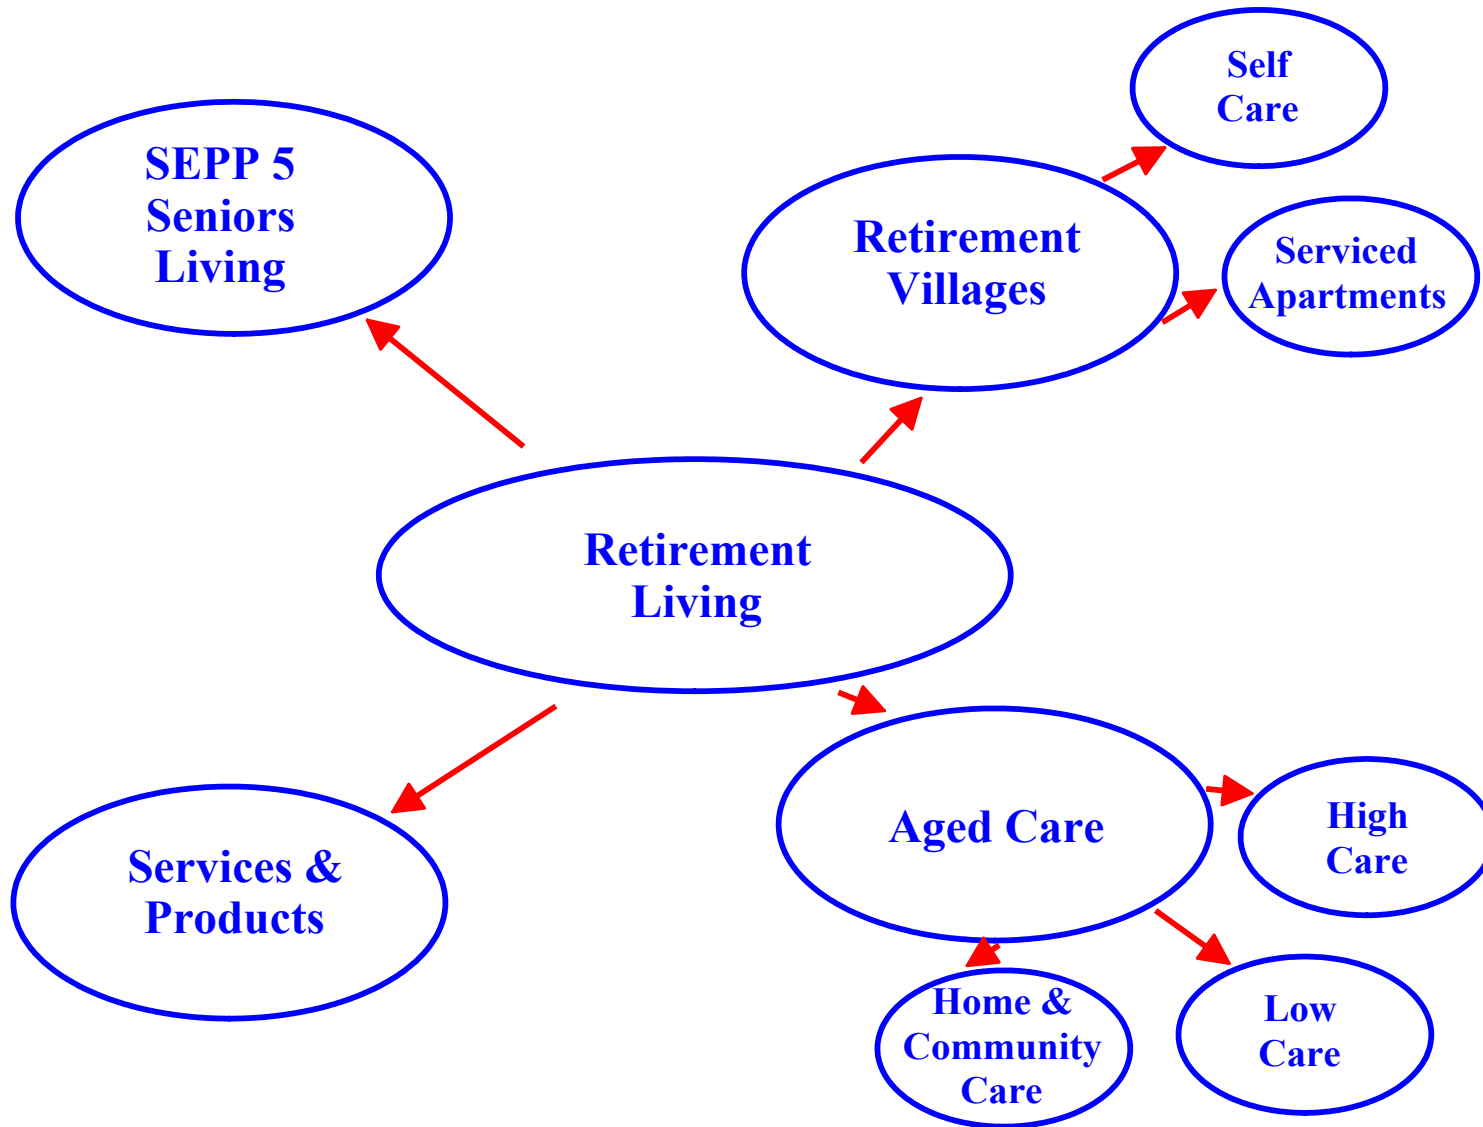 Self
Care
SEPP 5
Seniors
Living
Retirement
Villages
Serviced
Apartments
Retirement
Living
Services &
Products
Aged Care
High
Care
Home &
Community
Care
Low
Care